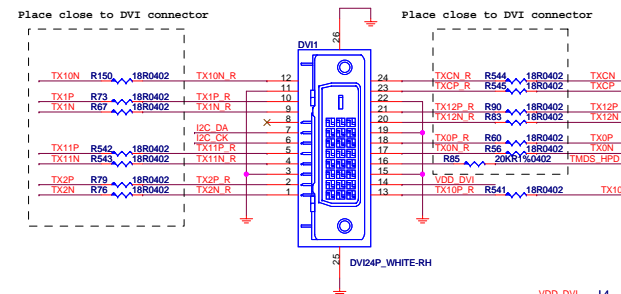 Place close to DVI connector
Place close to DVI connector
26
DVI1
TX10N R150 18R0402 TX10N_R 12
11
TX1P R73 18R0402 TX1P_R 10
TX1N R67 18R0402 TX1N_R 9
8
I2C_DA 7
I2C_CK 6
TX11P R542 18R0402 TX11P_R 5
TX11N R543 18R0402 TX11N_R 4
3
TX2P R79 18R0402 TX2P_R 2
TX2N R76 18R0402 TX2N_R 1
24 TXCN_R R544 18R0402 TXCN
23 TXCP_R R545 18R0402 TXCP
22
21 TX12P_R R90 18R0402 TX12P
20 TX12N_R R83 18R0402 TX12N
19
18 TX0P_R R60 18R0402 TX0P
17 TX0N_R R56 18R0402 TX0N
16 R85 20KR1%0402 TMDS_HPD
15
14 VDD_DVI
13 TX10P_R R541 18R0402 TX10
25
DVI24P_WHITE-RH
VDD_DVI L4